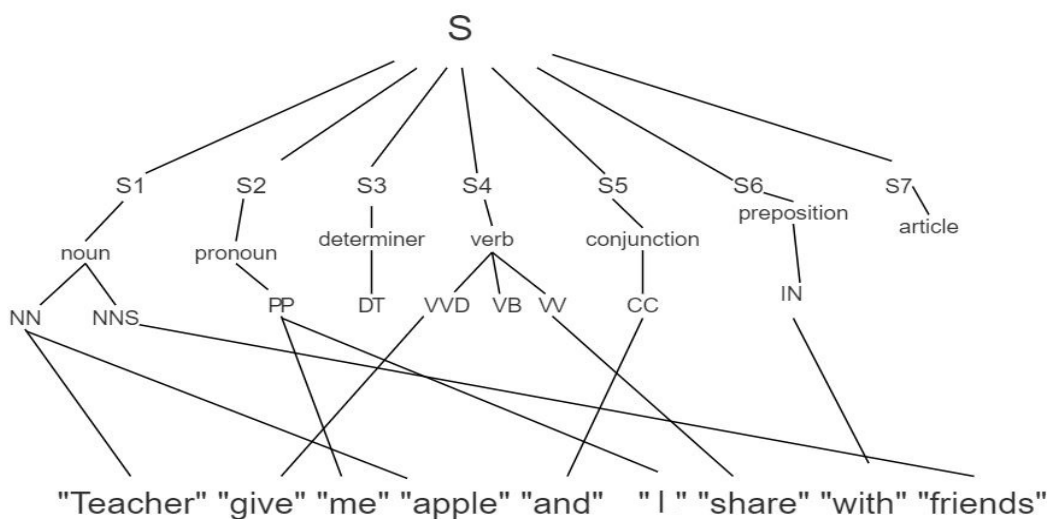 S
S1 S2 S3 S4 S5 S6 S7
preposition
article
noun pronoun determiner verb conjunction
NN NNS PP DT VVD VB VV CC IN
"Teacher" "give" "me" "apple" "and" " I " "share" "with" "friends"